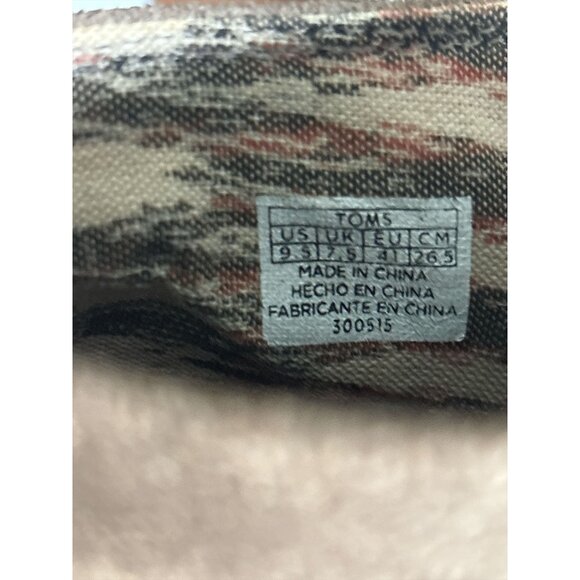 TOMS
US UK EU CM
9.5 7.5 41 26.5
MADE IN CHINA
HECHO EN CHINA
FABRICANTE EN CHINA
300515